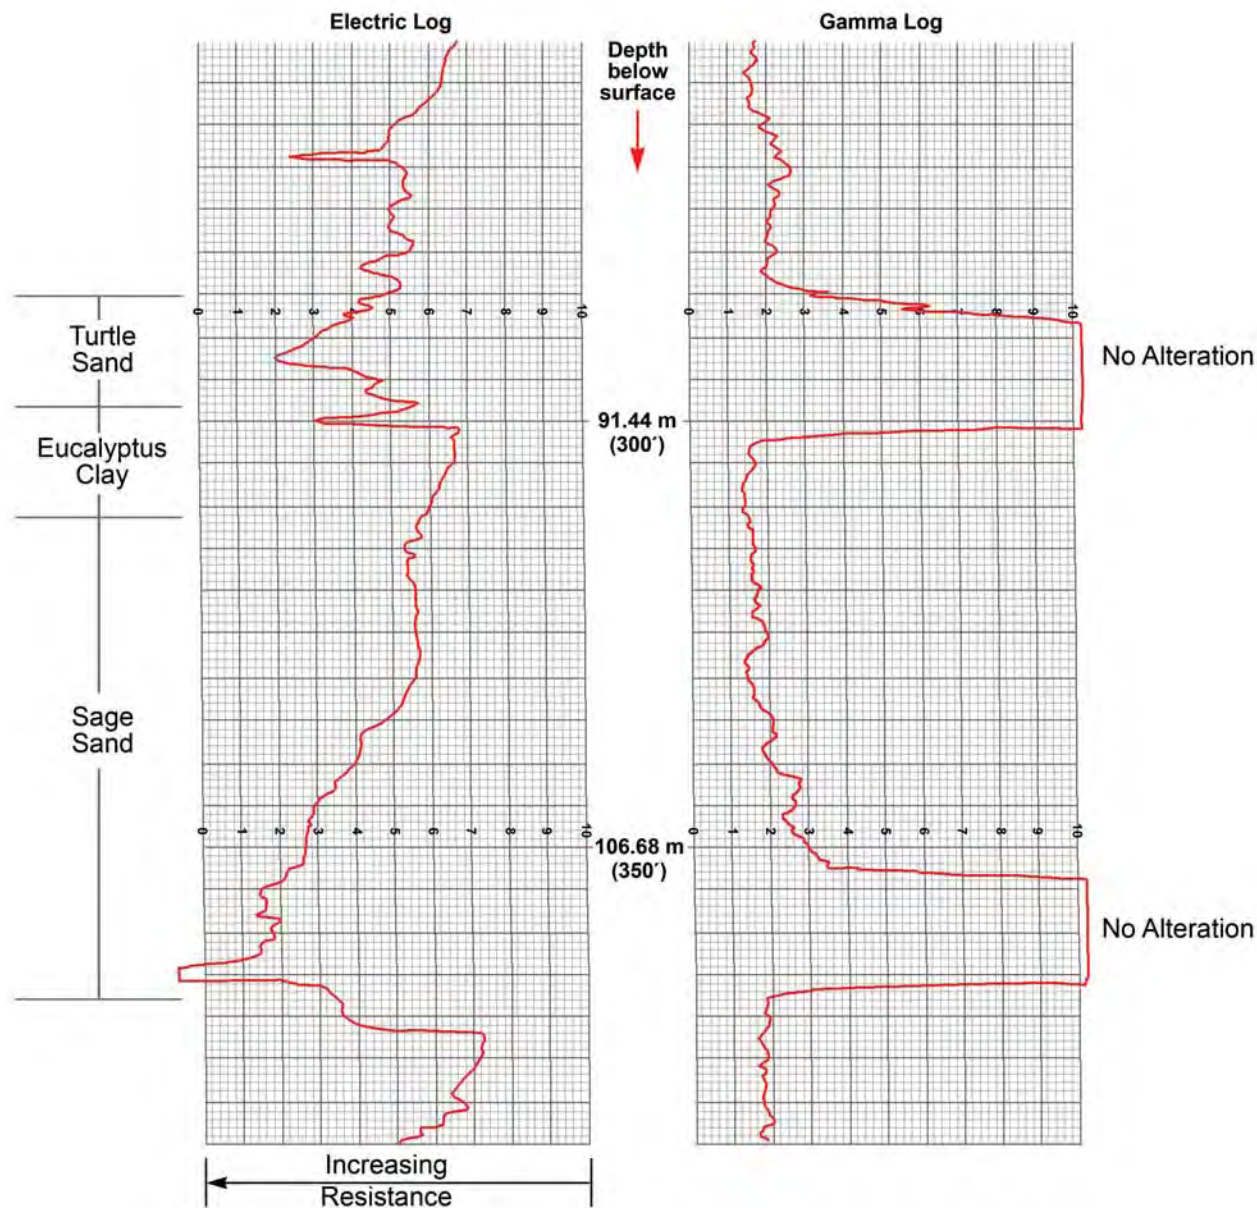 Electric Log
Gamma Log
Depth
below
surface
0 1 2 3 4 5 6 7 8 9 10
0 1 2 3 4 5 6 7 8 9 10
Turtle
Sand
No Alteration
91.44 m
(300´)
Eucalyptus
Clay
Sage
Sand
0 1 2 3 4 5 6 7 8 9 10
0 1 2 3 4 5 6 7 8 9 10
106.68 m
(350´)
No Alteration
Increasing
Resistance